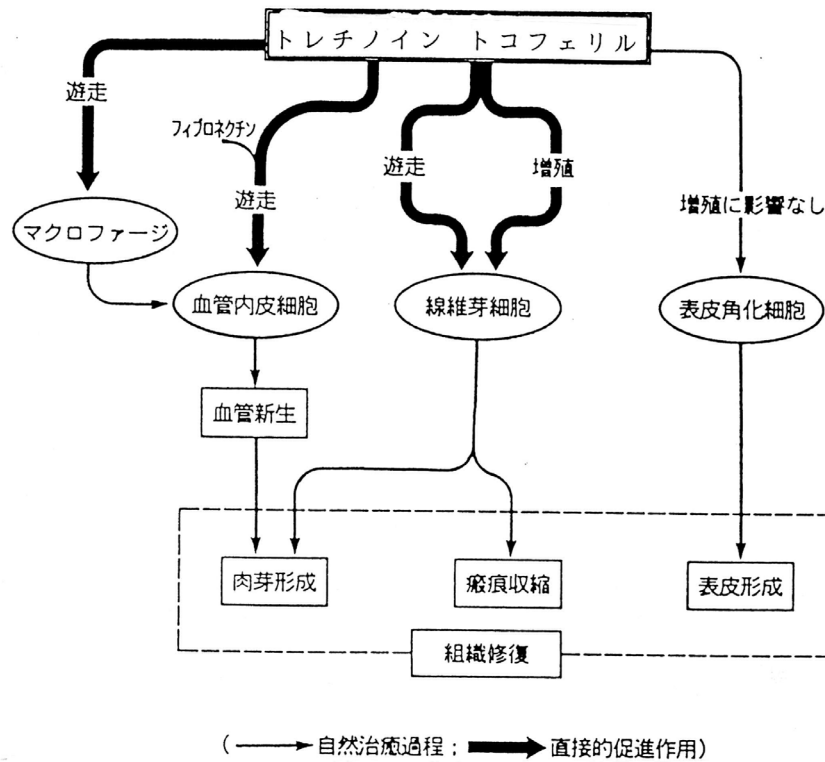 トレチノイン トコフェリル
遊走
フィブロネクチン
遊走
遊走
増殖
増殖に影響なし
マクロファージ
血管内皮細胞
線維芽細胞
表皮角化細胞
血管新生
肉芽形成
瘢痕収縮
表皮形成
組織修復
(→自然治癒過程;➡直接的促進作用)